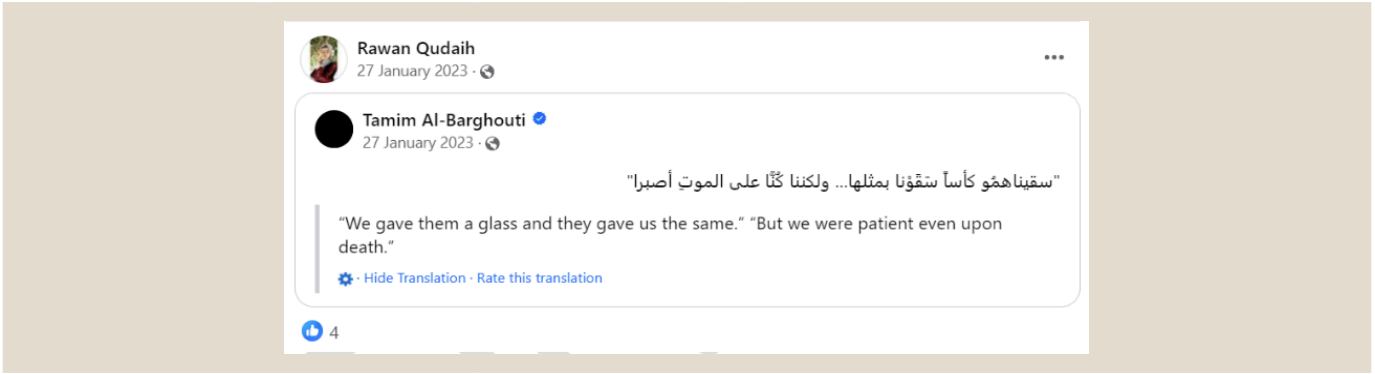 Rawan Qudaih
27 January 2023 ·
Tamim Al-Barghouti
27 January 2023 ·
"سقيناهمُو كأساً سَقَوْنا بمثلها... ولكننا كُنَّا على الموتِ أصبرا"
“We gave them a glass and they gave us the same.” “But we were patient even upon
death.”
· Hide Translation · Rate this translation
4